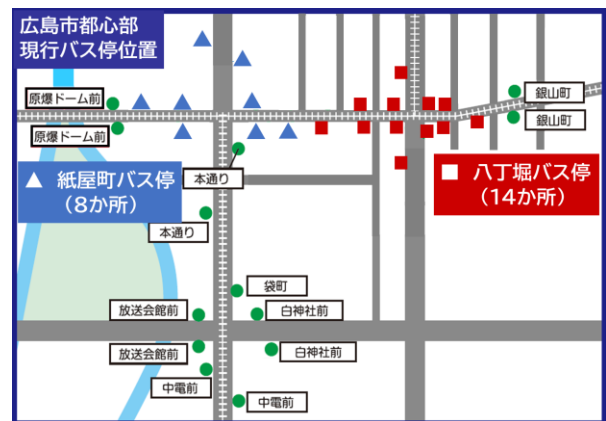 広島市都心部
現行バス停位置
原爆ドーム前
原爆ドーム前
銀山町
銀山町
▲ 紙屋町バス停
(8か所)
■ 八丁堀バス停
(14か所)
本通り
本通り
袋町
放送会館前
白神社前
放送会館前
白神社前
中電前
中電前